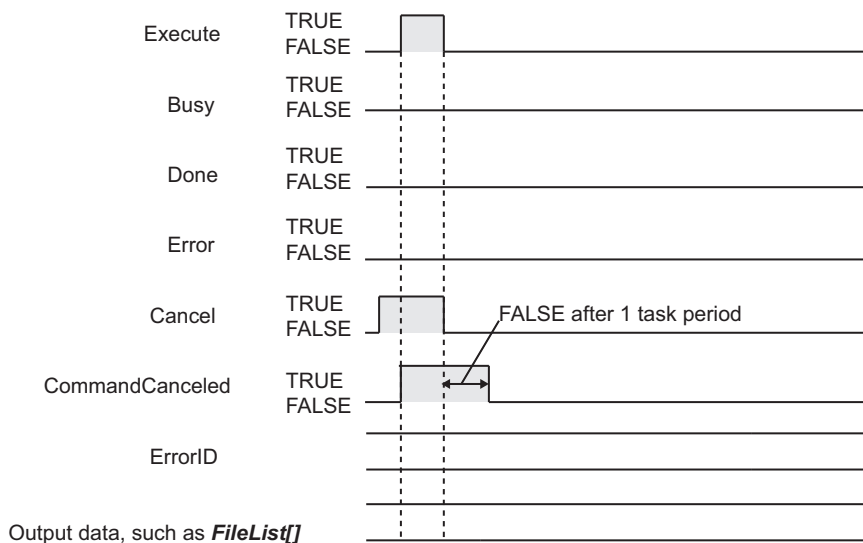 Execute
TRUE
FALSE
Busy
TRUE
FALSE
Done
TRUE
FALSE
Error
TRUE
FALSE
Cancel
TRUE
FALSE
FALSE after 1 task period
CommandCanceled
TRUE
FALSE
ErrorID
Output data, such as FileList[]